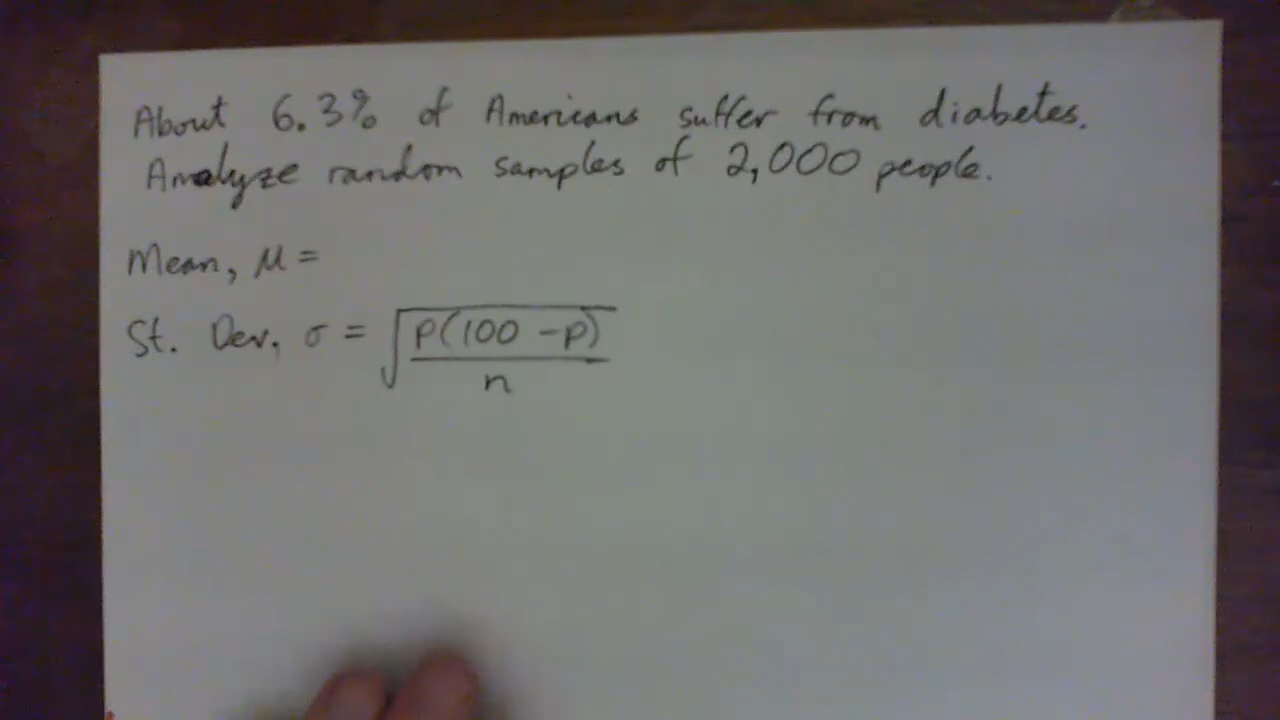 About 6.3% of Americans suffer from diabetes.
Analyze random samples of 2,000 people.
Mean, μ =
St. Dev, σ = √(p(100 - p)/n)